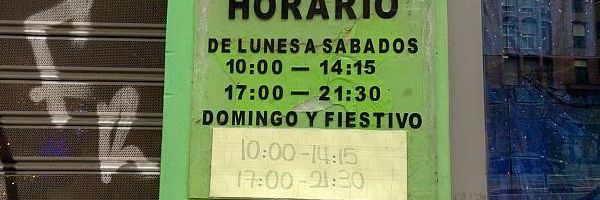 HORARIO
DE LUNES A SABADOS
10:00 — 14:15
17:00 — 21:30
DOMINGO Y FIESTIVO
10:00-14:15
17:00-21:30